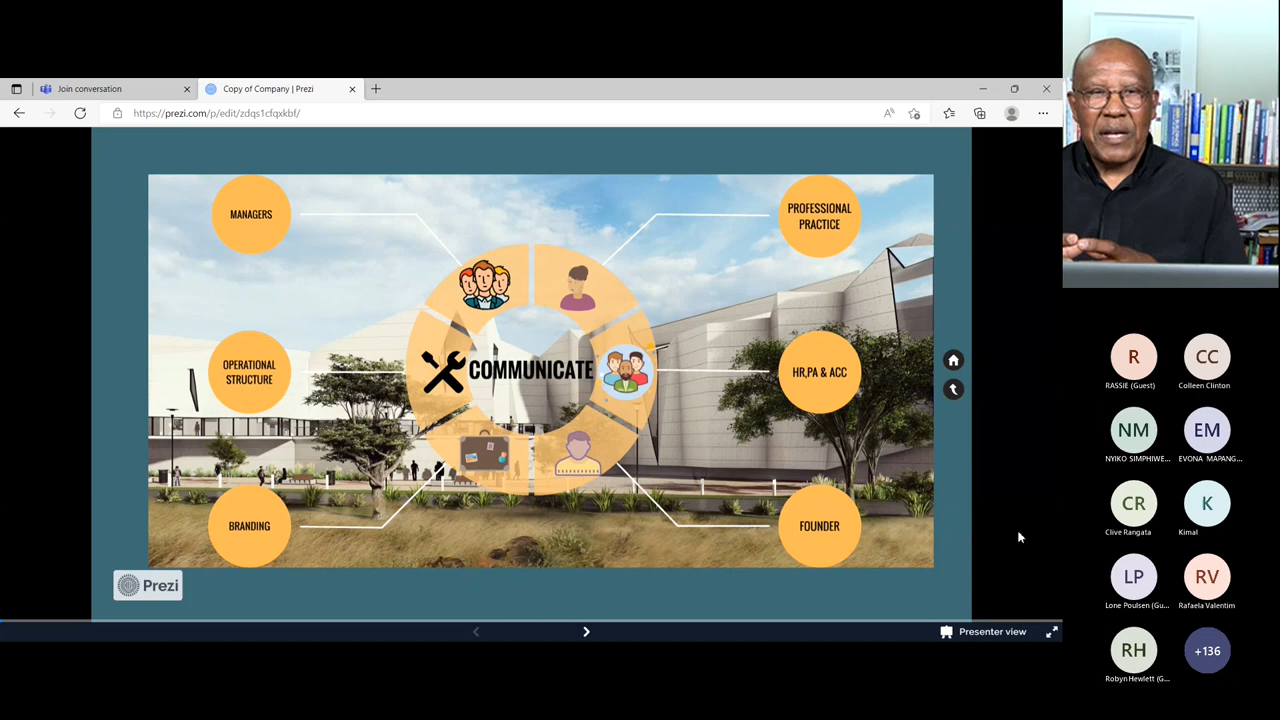 Join conversation
Copy of Company | Prezi
https://prezi.com/p/edit/zdqs1cfqxkbf/
MANAGERS
PROFESSIONAL
PRACTICE
OPERATIONAL
STRUCTURE
COMMUNICATE
HR,PA & ACC
BRANDING
FOUNDER
Prezi
Presenter view
R
RASSIE (Guest)
CC
Colleen Clinton
NM
NYIKO SIMPHIWE...
EM
EVONA MAPANG...
CR
Clive Rangata
K
Kimal
LP
Lone Poulsen (Gu...
RV
Rafaela Valentim
RH
Robyn Hewlett (G...
+136